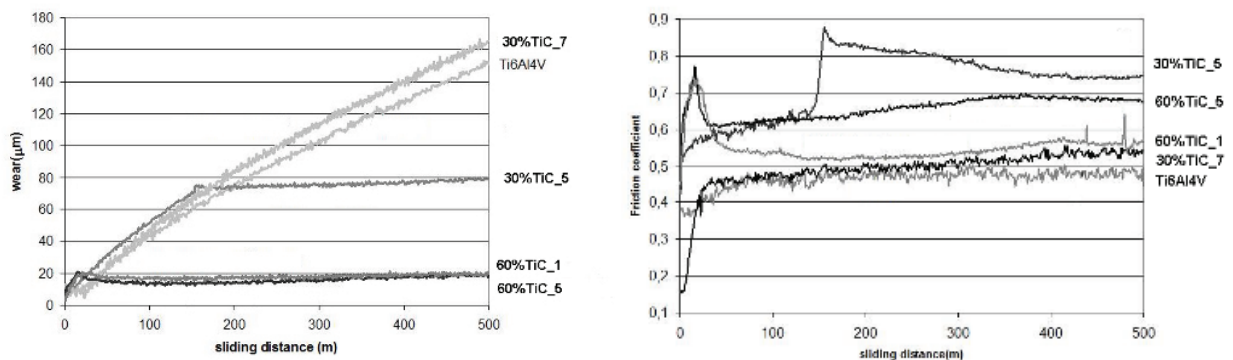 180
160
140
120
100
80
60
40
20
0
wear(μm)
0 100 200 300 400 500
sliding distance (m)
30%TiC_7
Ti6Al4V
30%TiC_5
60%TiC_1
60%TiC_5
0,9
0,8
0,7
0,6
0,5
0,4
0,3
0,2
0,1
Friction coefficient
0 100 200 300 400 500
sliding distance(m)
30%TiC_5
60%TiC_5
60%TiC_1
30%TiC_7
Ti6Al4V